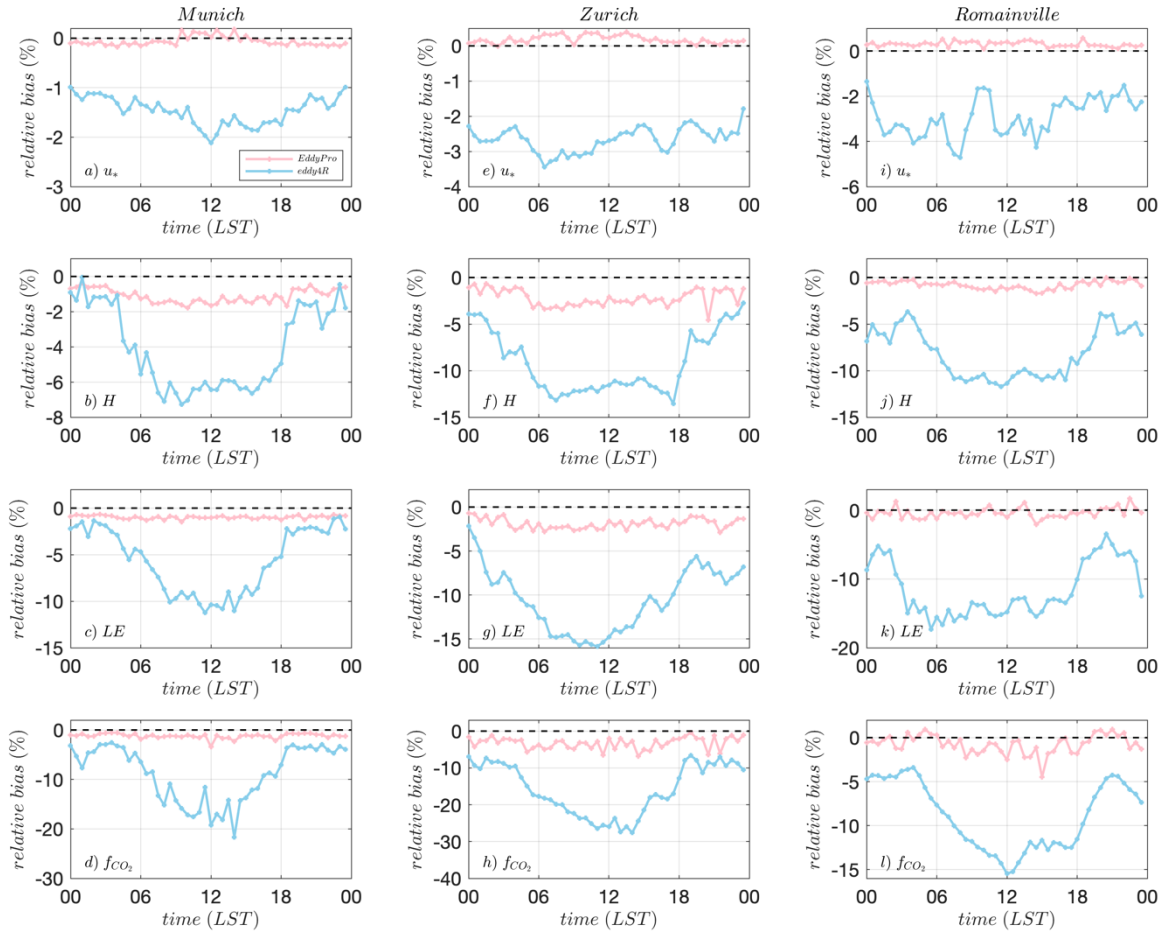 Munich
Zurich
Romainville
relative bias (%)
0
-1
-2
-3
a) u*
EddyPro
eddy4R
00 06 12 18 00
time (LST)
relative bias (%)
0
-1
-2
-3
-4
e) u*
00 06 12 18 00
time (LST)
relative bias (%)
0
-2
-4
-6
i) u*
00 06 12 18 00
time (LST)
relative bias (%)
0
-2
-4
-6
-8
b) H
00 06 12 18 00
time (LST)
relative bias (%)
0
-5
-10
-15
f) H
00 06 12 18 00
time (LST)
relative bias (%)
0
-5
-10
-15
j) H
00 06 12 18 00
time (LST)
relative bias (%)
0
-5
-10
-15
c) LE
00 06 12 18 00
time (LST)
relative bias (%)
0
-5
-10
-15
g) LE
00 06 12 18 00
time (LST)
relative bias (%)
0
-10
-20
k) LE
00 06 12 18 00
time (LST)
relative bias (%)
0
-10
-20
-30
d) fCO2
00 06 12 18 00
time (LST)
relative bias (%)
0
-10
-20
-30
-40
h) fCO2
00 06 12 18 00
time (LST)
relative bias (%)
0
-5
-10
-15
l) fCO2
00 06 12 18 00
time (LST)